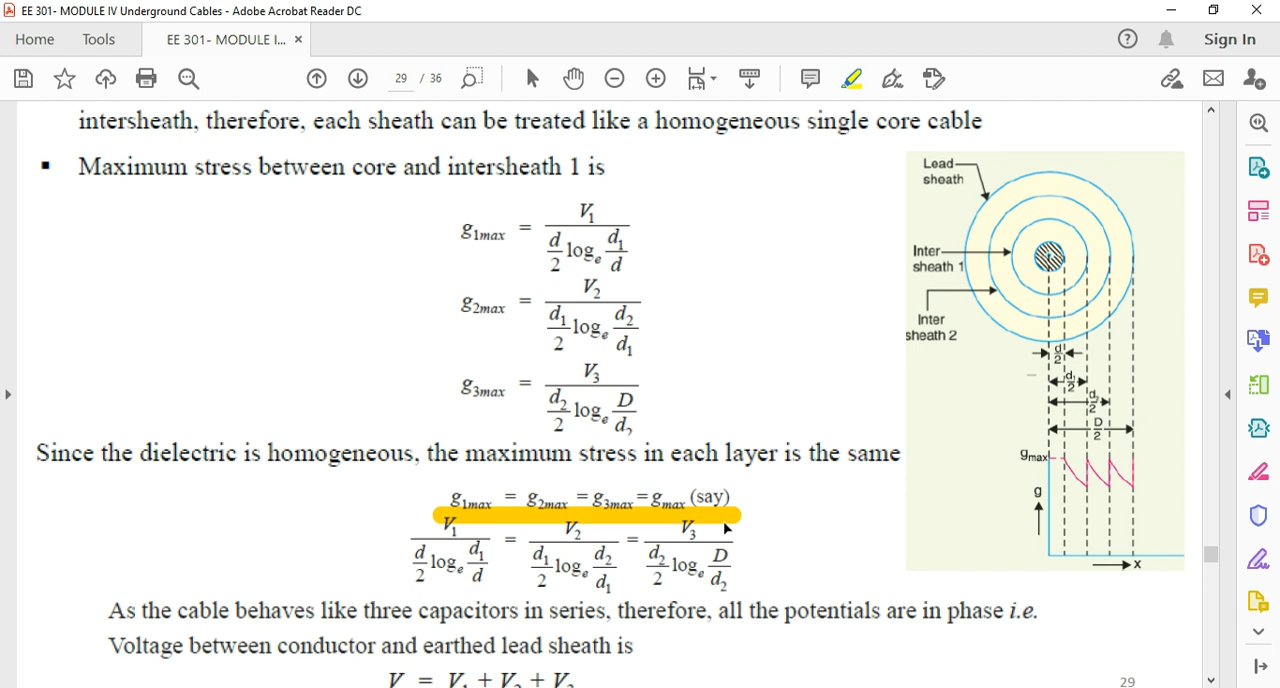 EE 301- MODULE IV Underground Cables - Adobe Acrobat Reader DC
Home Tools EE 301- MODULE I... × Sign In
29 / 36
intersheath, therefore, each sheath can be treated like a homogeneous single core cable
▪ Maximum stress between core and intersheath 1 is
g1max = V1 / (d/2 loge d1/d)
g2max = V2 / (d1/2 loge d2/d1)
g3max = V3 / (d2/2 loge D/d2)
Since the dielectric is homogeneous, the maximum stress in each layer is the same
g1max = g2max = g3max = gmax (say)
V1 / (d/2 loge d1/d) = V2 / (d1/2 loge d2/d1) = V3 / (d2/2 loge D/d2)
As the cable behaves like three capacitors in series, therefore, all the potentials are in phase i.e.
Voltage between conductor and earthed lead sheath is
V = V1 + V2 + V3
29
Lead
sheath
Inter
sheath 1
Inter
sheath 2
d/2
d1/2
d2/2
D/2
gmax
g
x